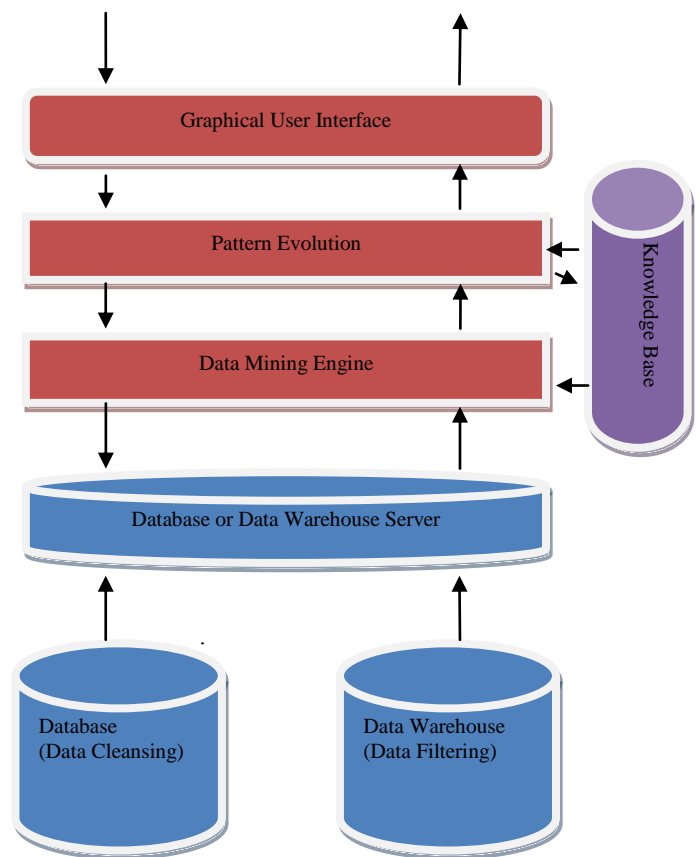 Graphical User Interface
Pattern Evolution
Knowledge Base
Data Mining Engine
Database or Data Warehouse Server
Database
(Data Cleansing)
Data Warehouse
(Data Filtering)